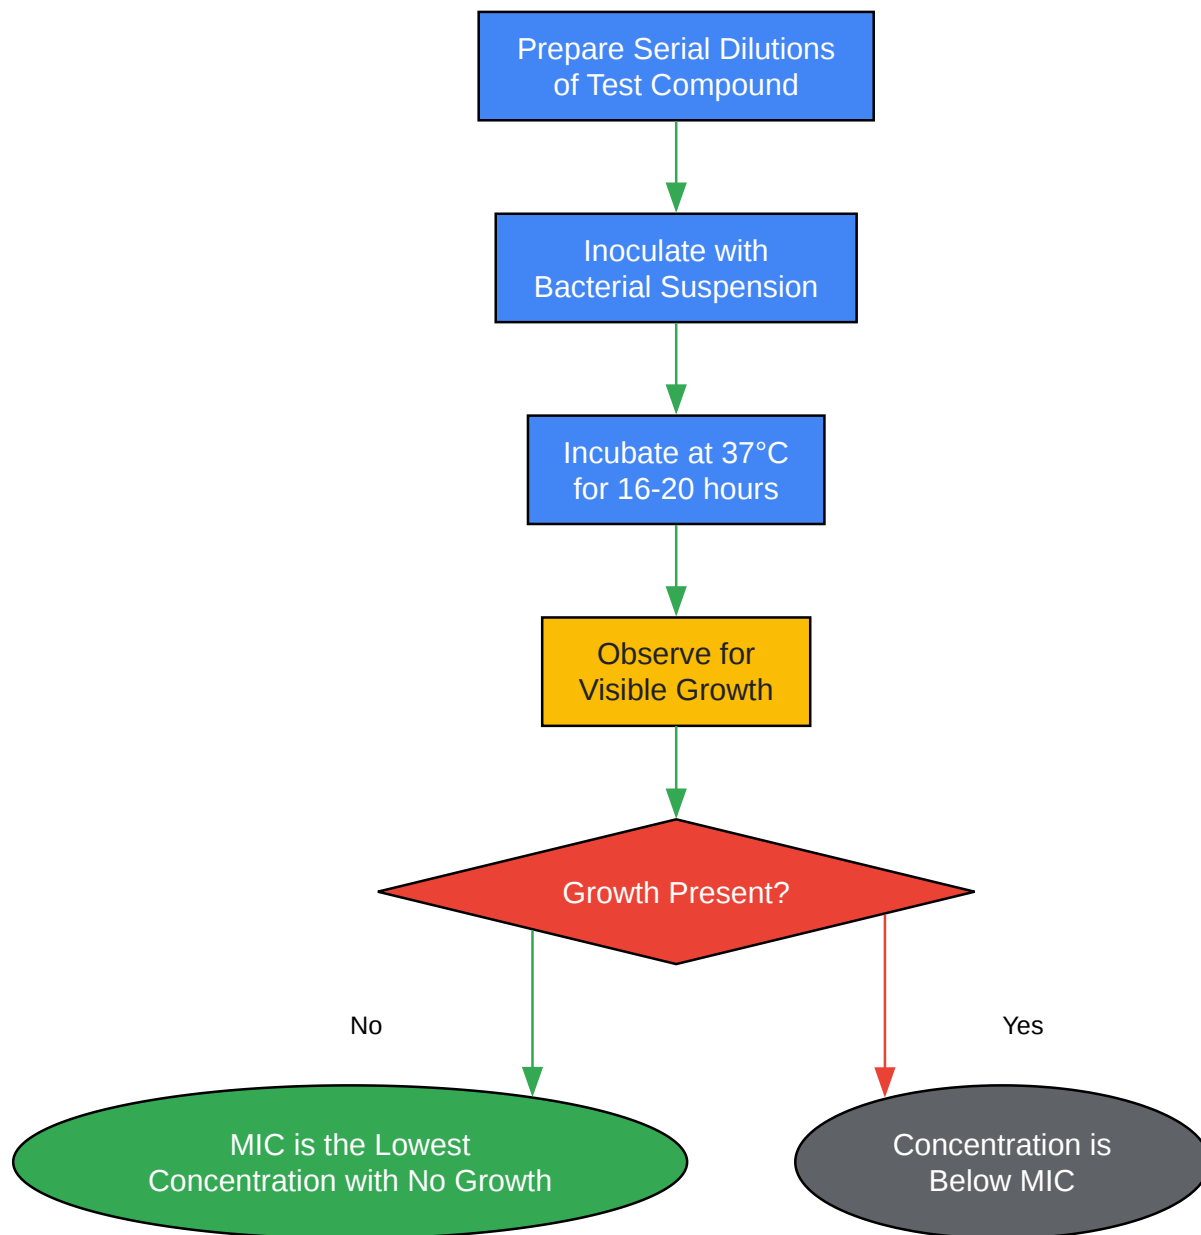 Prepare Serial Dilutions
of Test Compound
Inoculate with
Bacterial Suspension
Incubate at 37°C
for 16-20 hours
Observe for
Visible Growth
Growth Present?
No
Yes
MIC is the Lowest
Concentration with No Growth
Concentration is
Below MIC